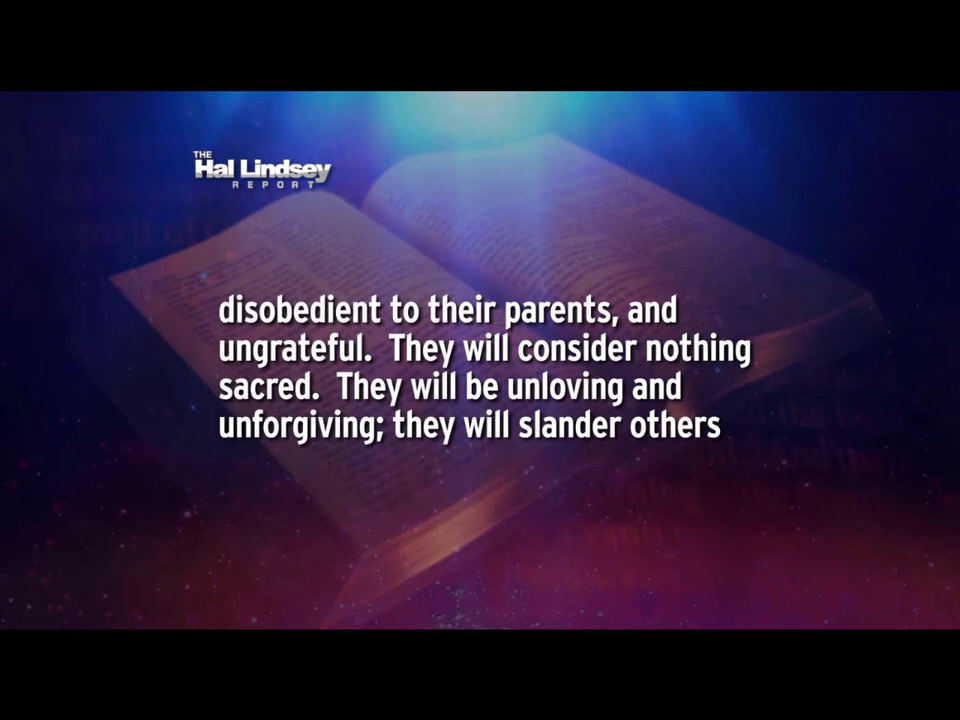 THE
Hal Lindsey
REPORT
disobedient to their parents, and
ungrateful.  They will consider nothing
sacred.  They will be unloving and
unforgiving; they will slander others